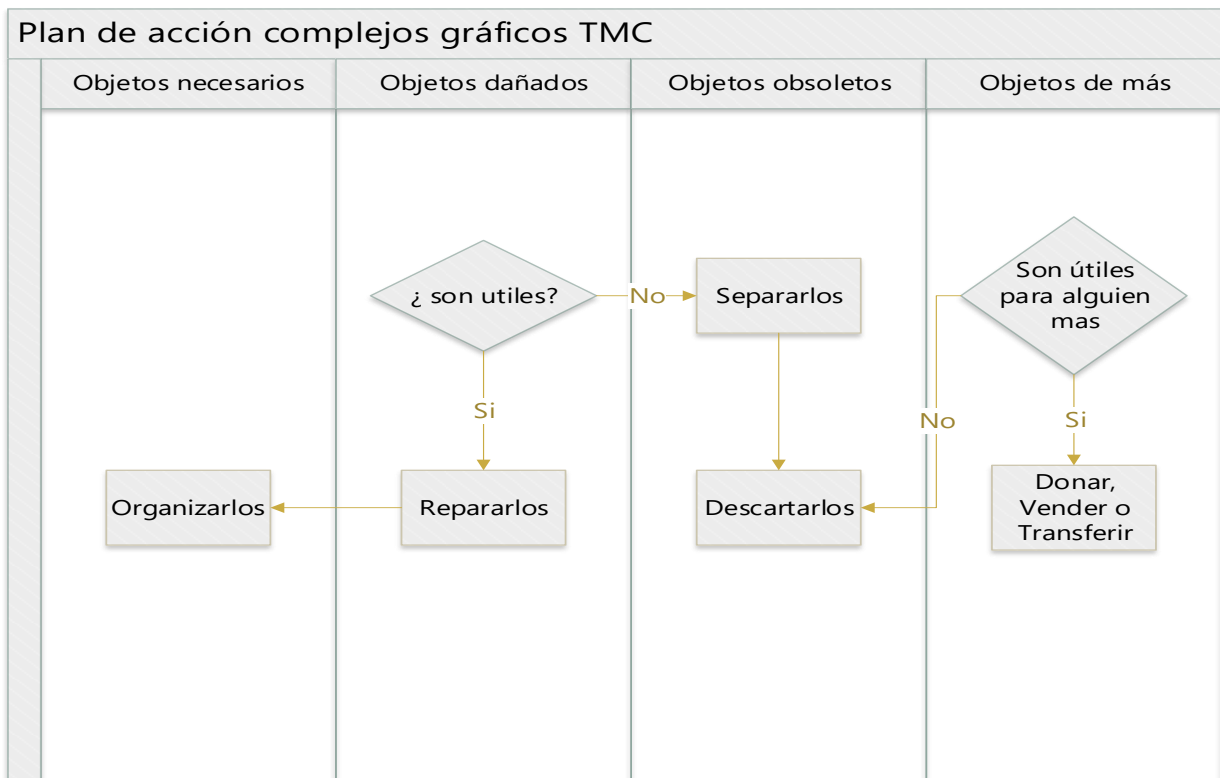 Plan de acción complejos gráficos TMC
Objetos necesarios
Objetos dañados
Objetos obsoletos
Objetos de más
¿ son utiles?
No
Separarlos
Son útiles
para alguien
mas
Si
No
Si
Organizarlos
Repararlos
Descartarlos
Donar,
Vender o
Transferir